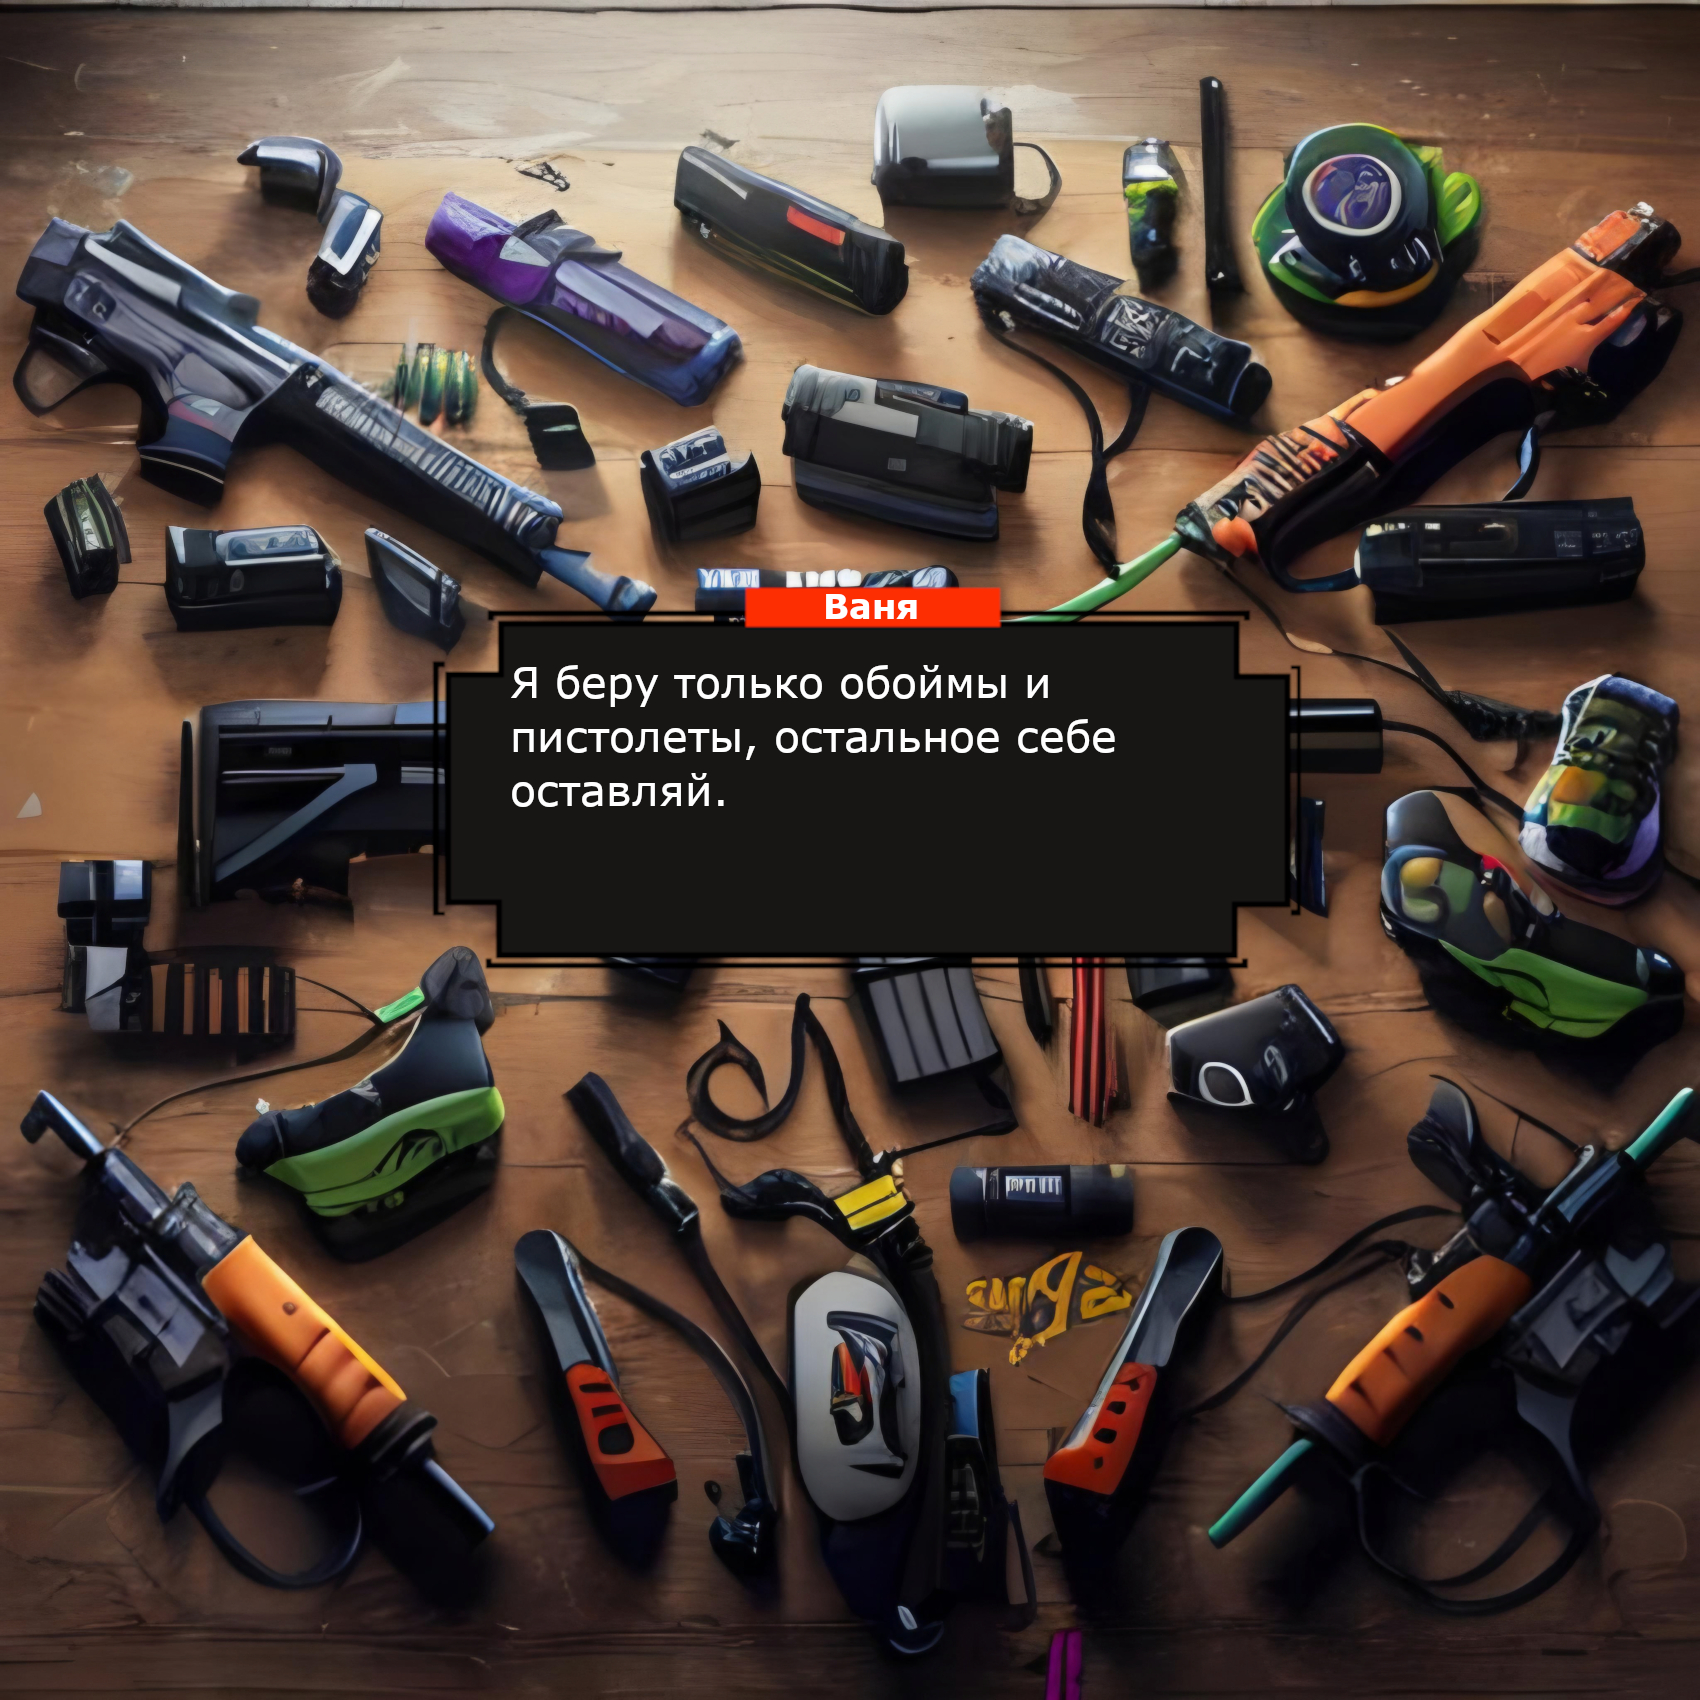 Ваня
Я беру только обоймы и
пистолеты, остальное себе
оставляй.